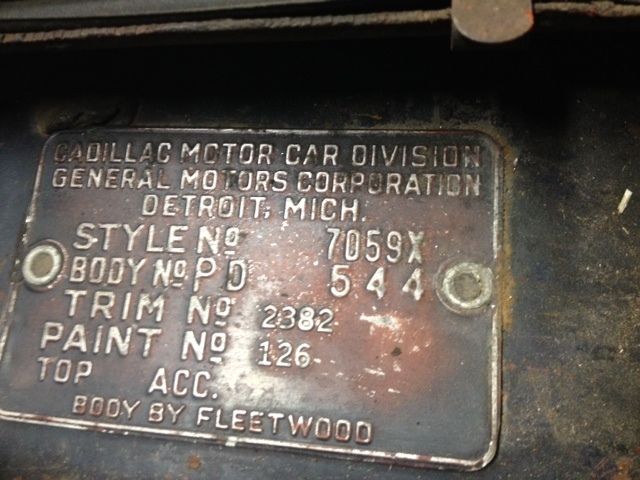 CADILLAC MOTOR CAR DIVISION
GENERAL MOTORS CORPORATION
DETROIT, MICH.
STYLE No 7059X
BODY No PD 544
TRIM No 2382
PAINT No 126
TOP ACC.
BODY BY FLEETWOOD